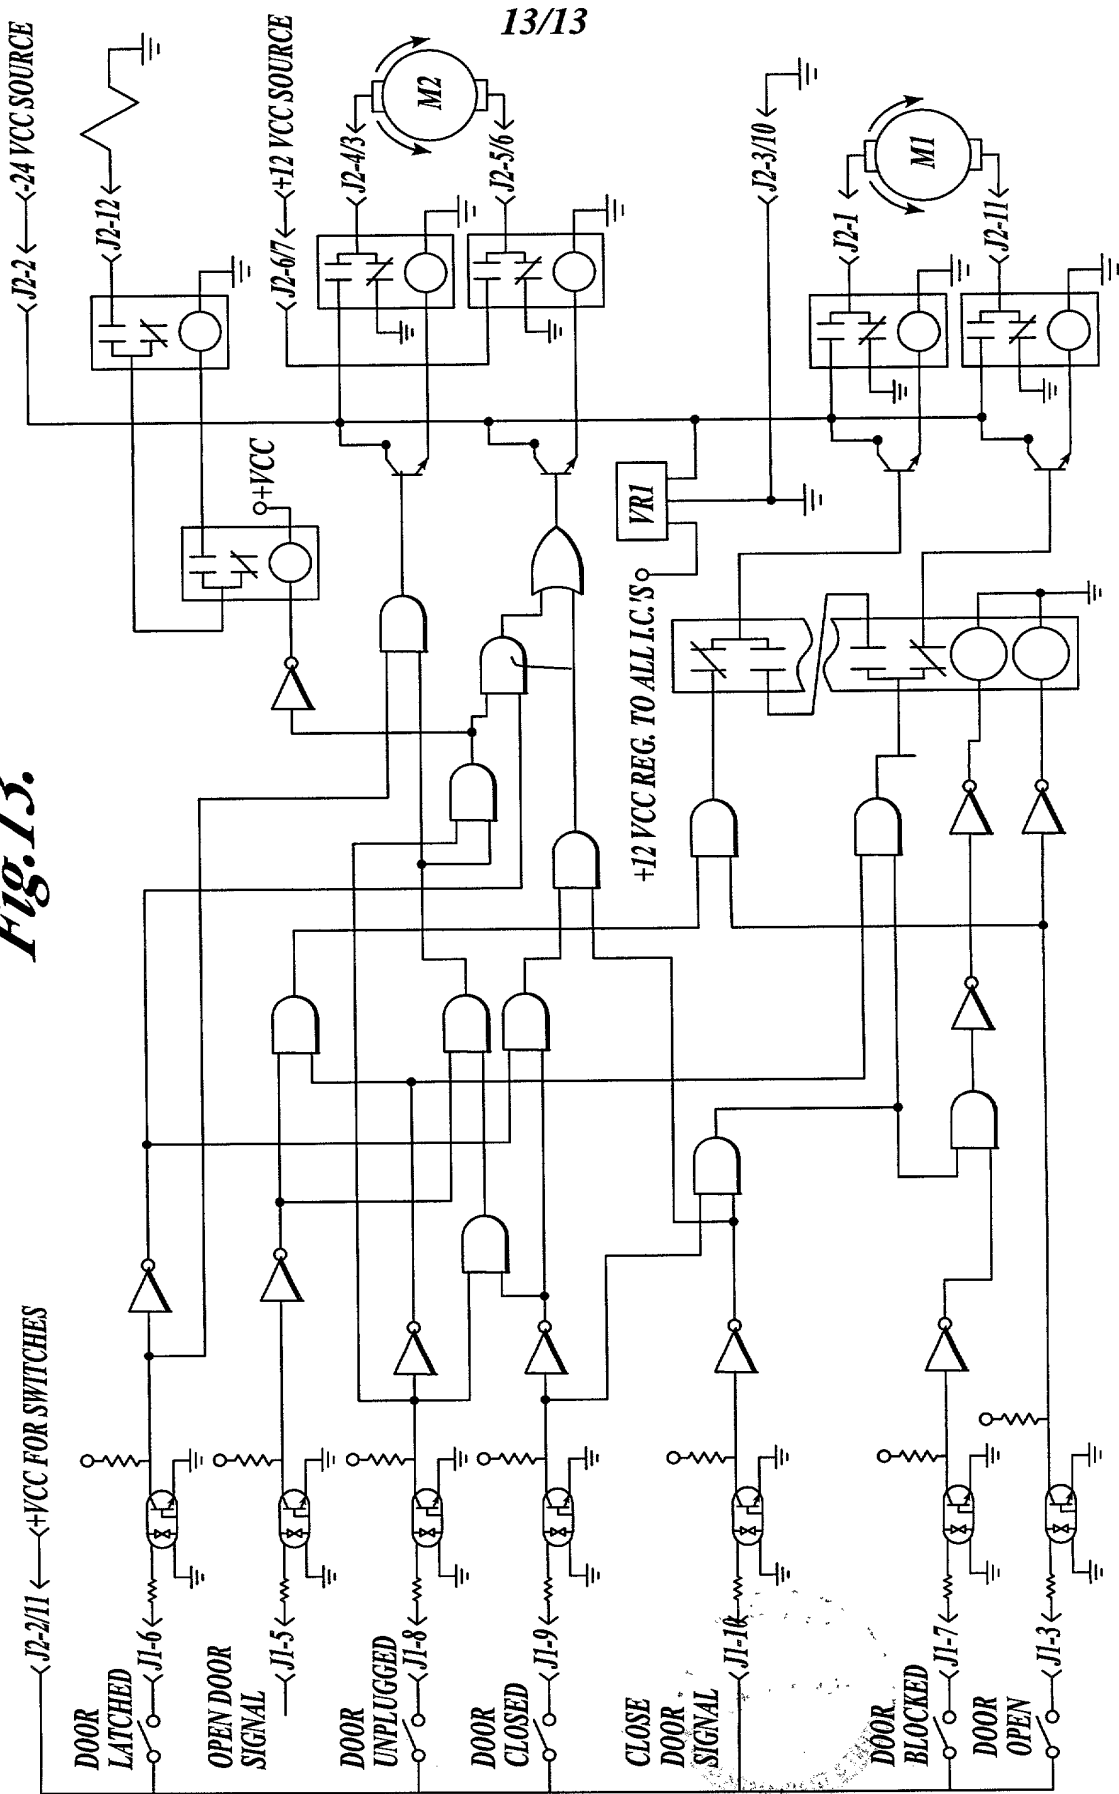 13/13
Fig.13.
J2-2/11
+VCC FOR SWITCHES
DOOR
LATCHED
J1-6
OPEN DOOR
SIGNAL
J1-5
DOOR
UNPLUGGED
J1-8
DOOR
CLOSED
J1-9
CLOSE
DOOR
SIGNAL
J1-10
DOOR
BLOCKED
J1-7
DOOR
OPEN
J1-3
J2-2
-24 VCC SOURCE
J2-12
+VCC
J2-6/7
+12 VCC SOURCE
J2-4/3
M2
J2-5/6
+12 VCC REG. TO ALL I.C.'S
VR1
J2-3/10
J2-1
M1
J2-11